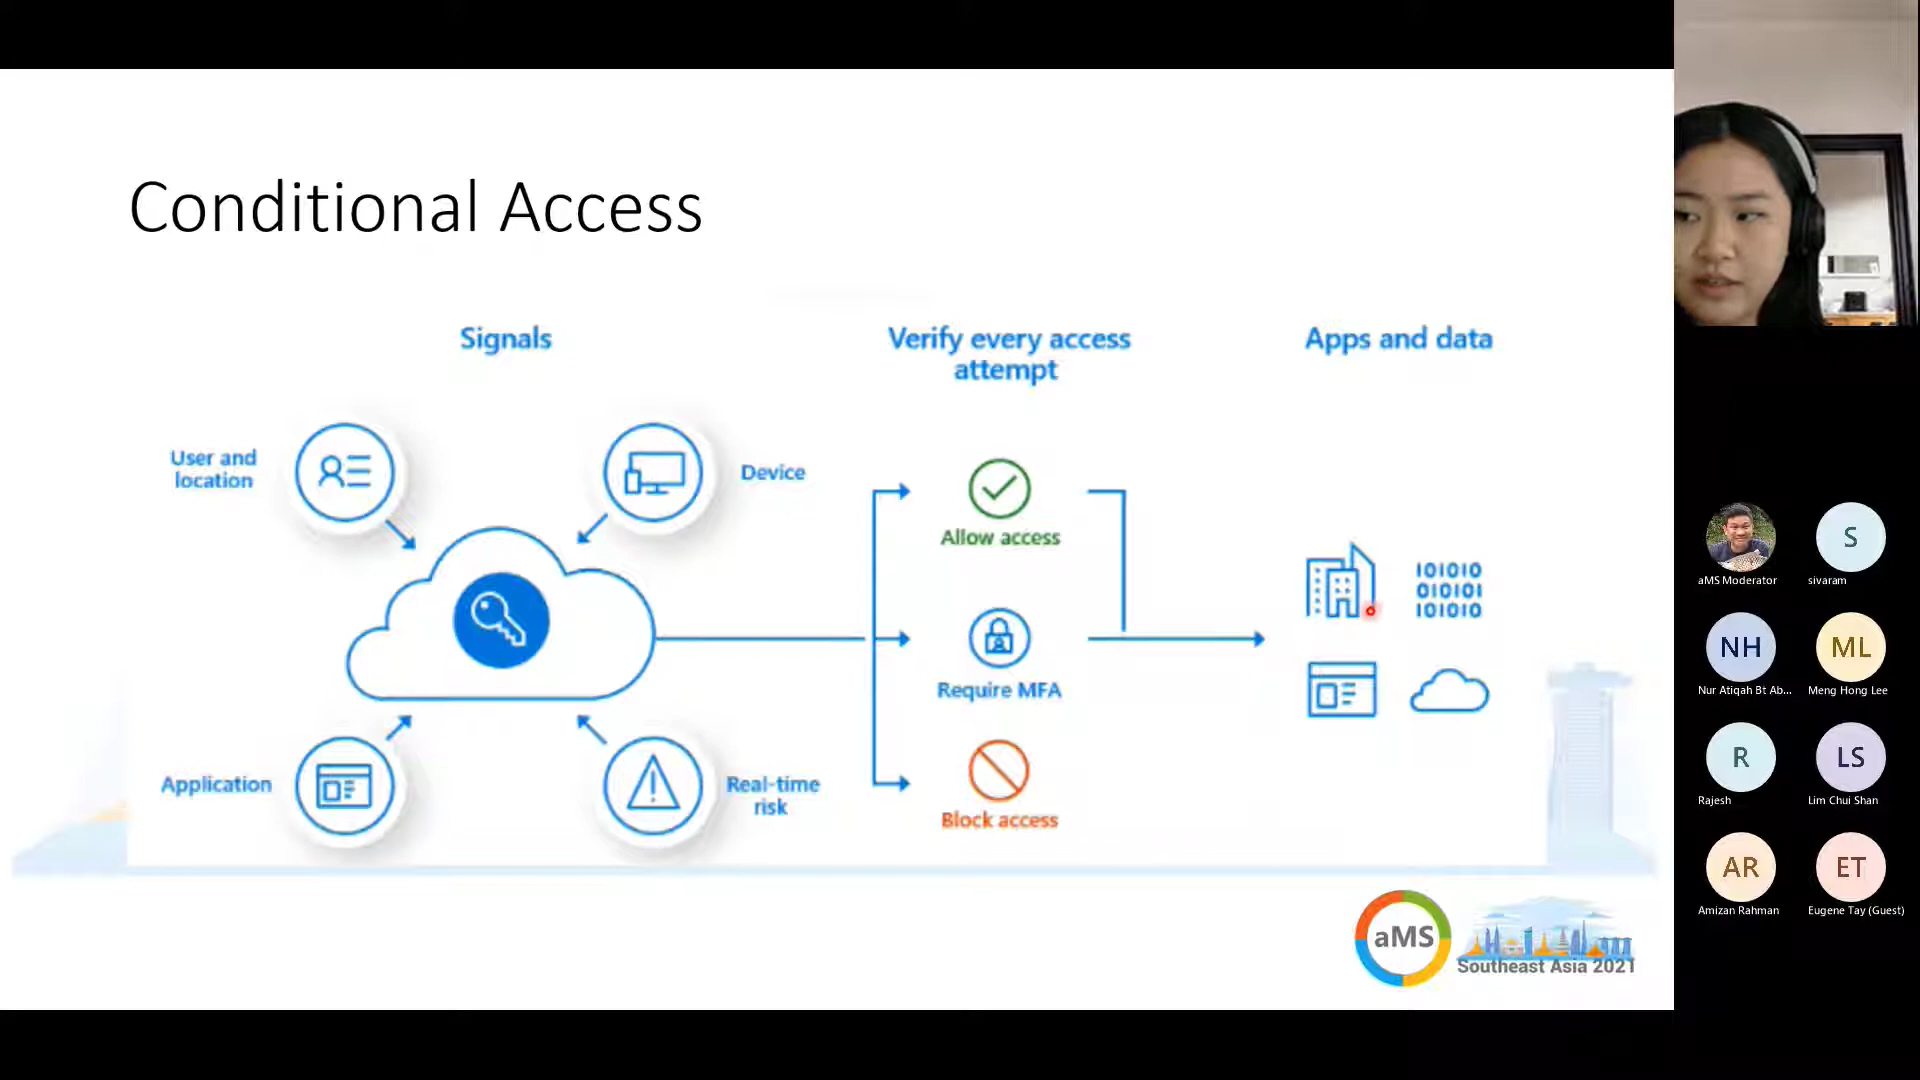 Conditional Access
Signals
Verify every access
attempt
Apps and data
User and
location
Device
Allow access
101010
010101
101010
Require MFA
Application
Real-time
risk
Block access
aMS
Southeast Asia 2021
aMS Moderator
S
sivaram
NH
Nur Atiqah Bt Ab...
ML
Meng Hong Lee
R
Rajesh
LS
Lim Chui Shan
AR
Amizan Rahman
ET
Eugene Tay (Guest)